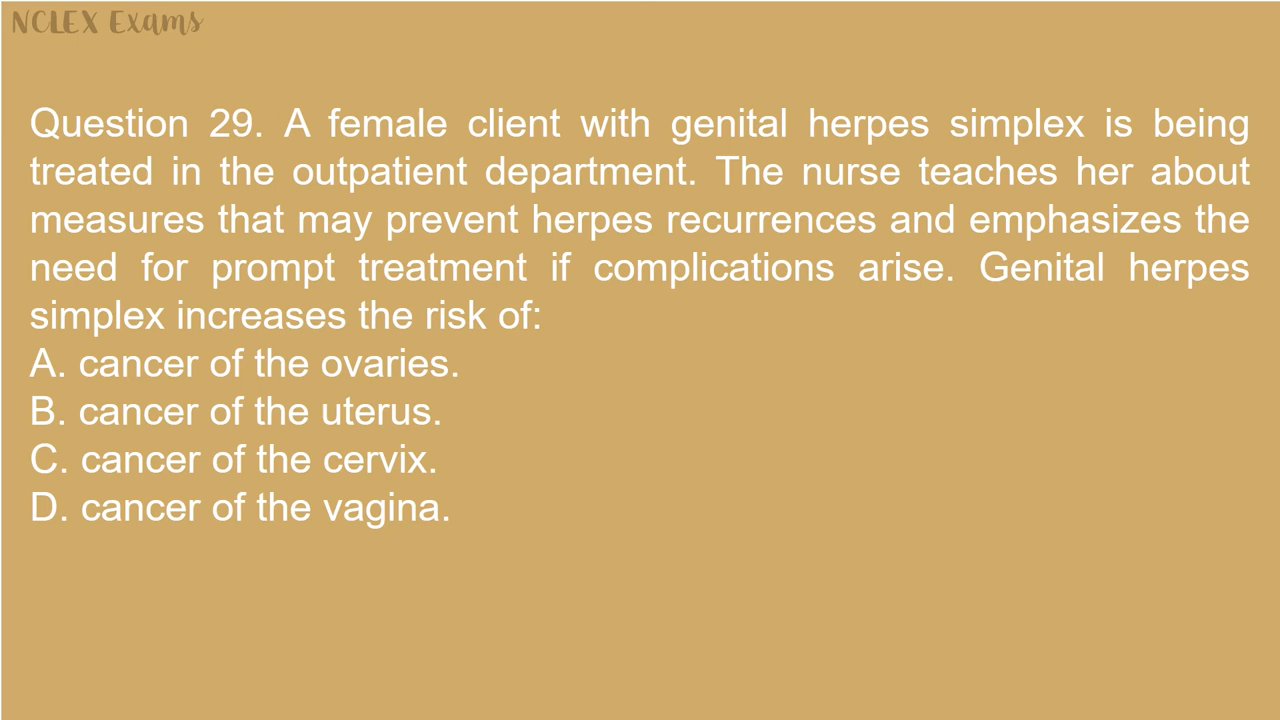 NCLEX Exams
Question 29. A female client with genital herpes simplex is being
treated in the outpatient department. The nurse teaches her about
measures that may prevent herpes recurrences and emphasizes the
need for prompt treatment if complications arise. Genital herpes
simplex increases the risk of:
A. cancer of the ovaries.
B. cancer of the uterus.
C. cancer of the cervix.
D. cancer of the vagina.